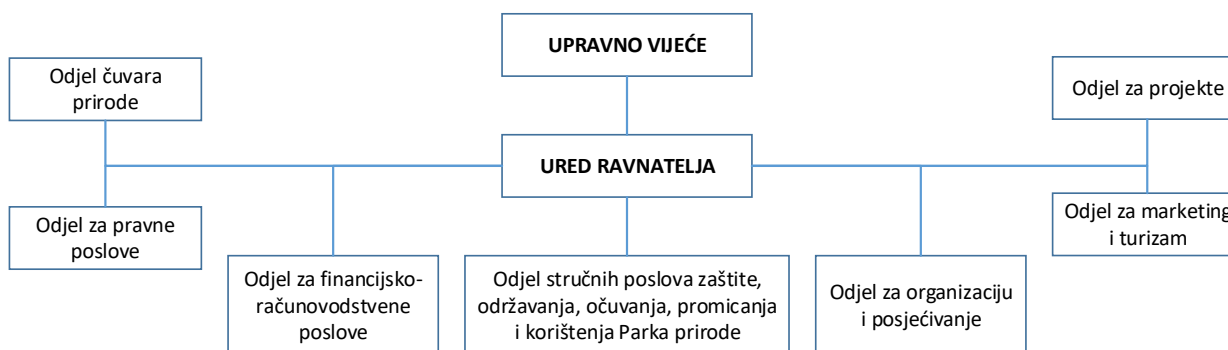 UPRAVNO VIJEĆE
Odjel čuvara
prirode
Odjel za projekte
URED RAVNATELJA
Odjel za pravne
poslove
Odjel za marketing
i turizam
Odjel za financijsko-
računovodstvene
poslove
Odjel stručnih poslova zaštite,
održavanja, očuvanja, promicanja
i korištenja Parka prirode
Odjel za organizaciju
i posjećivanje